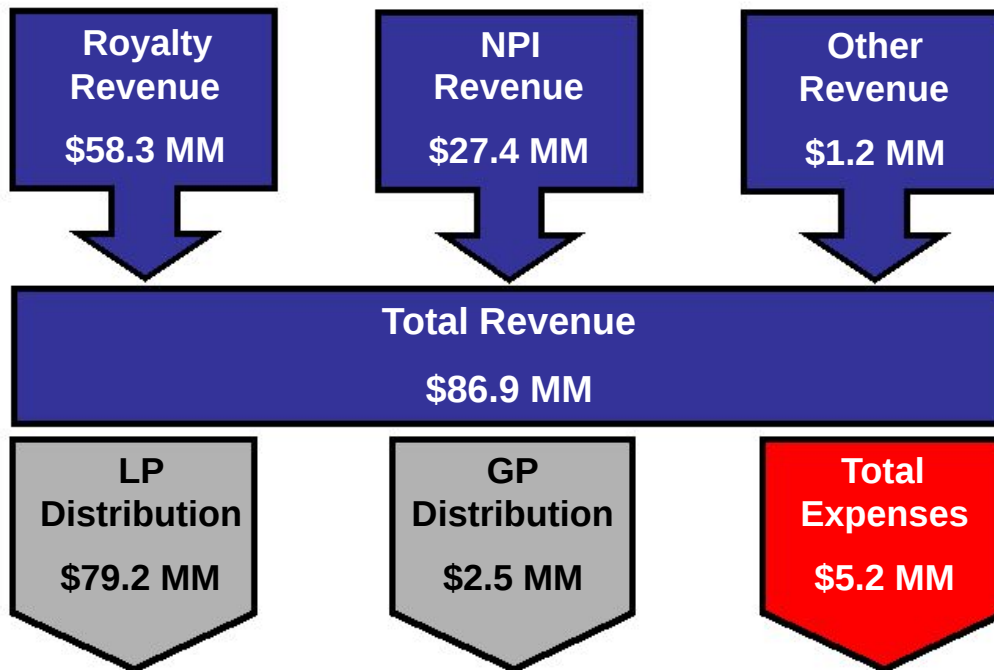 Royalty
Revenue
$58.3 MM
NPI
Revenue
$27.4 MM
Other
Revenue
$1.2 MM
Total Revenue
$86.9 MM
LP
Distribution
$79.2 MM
GP
Distribution
$2.5 MM
Total
Expenses
$5.2 MM